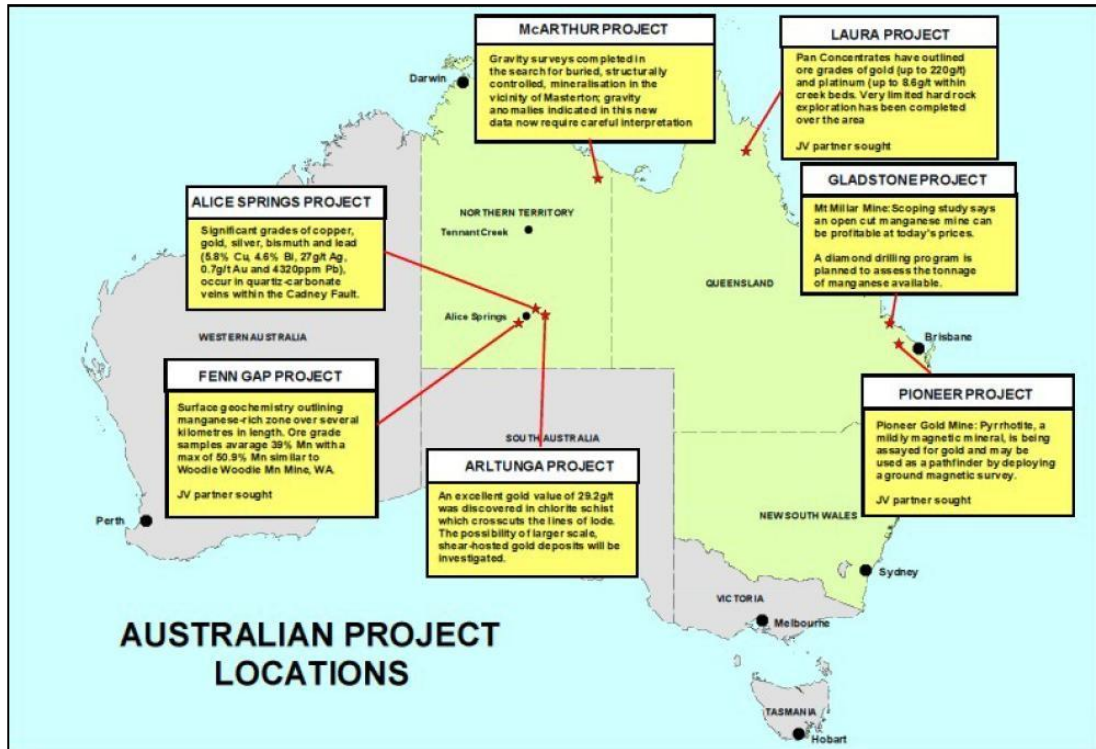 McARTHUR PROJECT
Gravity surveys completed in
the search for buried, structurally
controlled, mineralisation in the
vicinity of Masterton; gravity
anomalies indicated in this new
data now require careful interpretation
LAURA PROJECT
Pan Concentrates have outlined
ore grades of gold (up to 220g/t)
and platinum (up to 8.6g/t within
creek beds. Very limited hard rock
exploration has been completed
over the area
JV partner sought
Darwin
ALICE SPRINGS PROJECT
Significant grades of copper,
gold, silver, bismuth and lead
(5.8% Cu, 4.6% Bi, 27g/t Ag,
0.7g/t Au and 4320ppm Pb),
occur in quartiz-carbonate
veins within the Cadney Fault.
NORTHERN TERRITORY
Tennant Creek
GLADSTONE PROJECT
Mt Millar Mine:Scoping study says
an open cut manganese mine can
be profitable at today's prices.
A diamond drilling program is
planned to assess the tonnage
of manganese available.
QUEENSLAND
Alice Springs
WESTERN AUSTRALIA
Brisbane
FENN GAP PROJECT
Surface geochemistry outlining
manganese-rich zone over several
kilometres in length. Ore grade
samples avarage 39% Mn with a
max of 50.9% Mn similar to
Woodie Woodie Mn Mine, WA.
JV partner sought
PIONEER PROJECT
Pioneer Gold Mine: Pyrrhotite, a
mildly magnetic mineral, is being
assayed for gold and may be
used as a pathfinder by deploying
a ground magnetic survey.
JV partner sought
SOUTH AUSTRALIA
ARLTUNGA PROJECT
An excellent gold value of 29.2g/t
was discovered in chlorite schist
which crosscuts the lines of lode.
The possibility of larger scale,
shear-hosted gold deposits will be
investigated.
Perth
NEW SOUTH WALES
Sydney
VICTORIA
Melbourne
AUSTRALIAN PROJECT
LOCATIONS
TASMANIA
Hobart